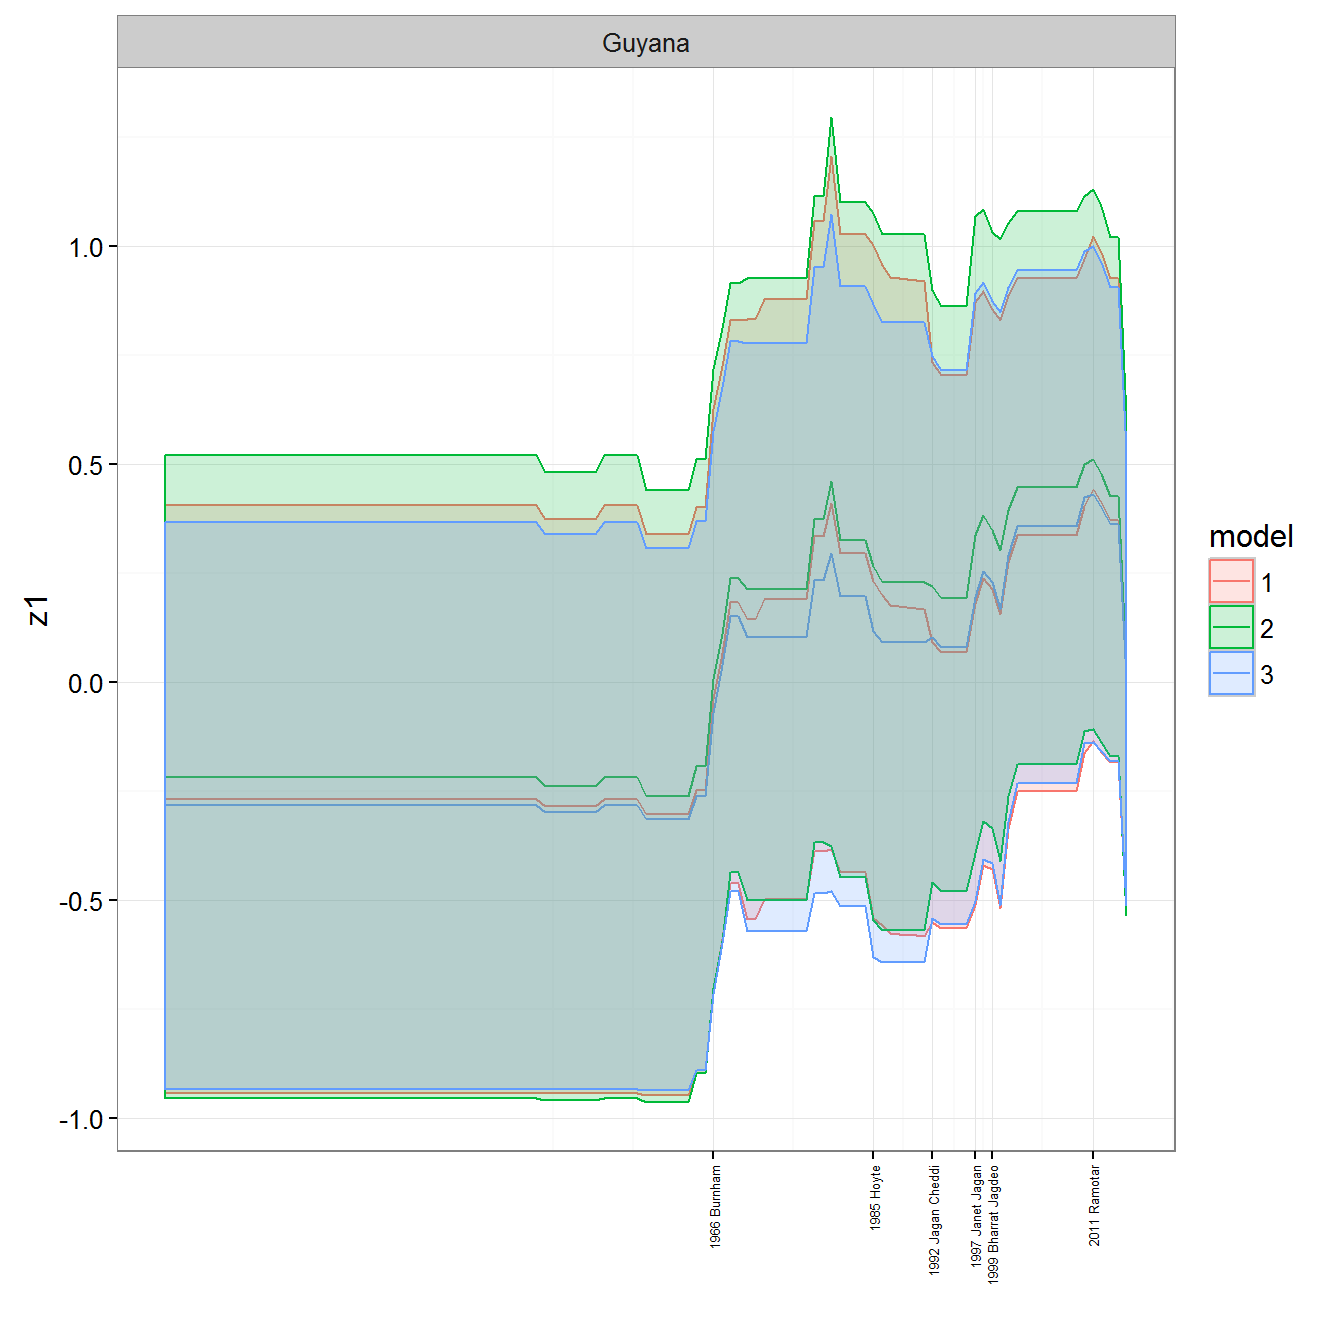 Guyana
1.0
0.5
0.0
-0.5
-1.0
z1
1966 Burnham
1985 Hoyte
1992 Jagan Cheddi
1997 Janet Jagan
1999 Bharrat Jagdeo
2011 Ramotar
model
1
2
3